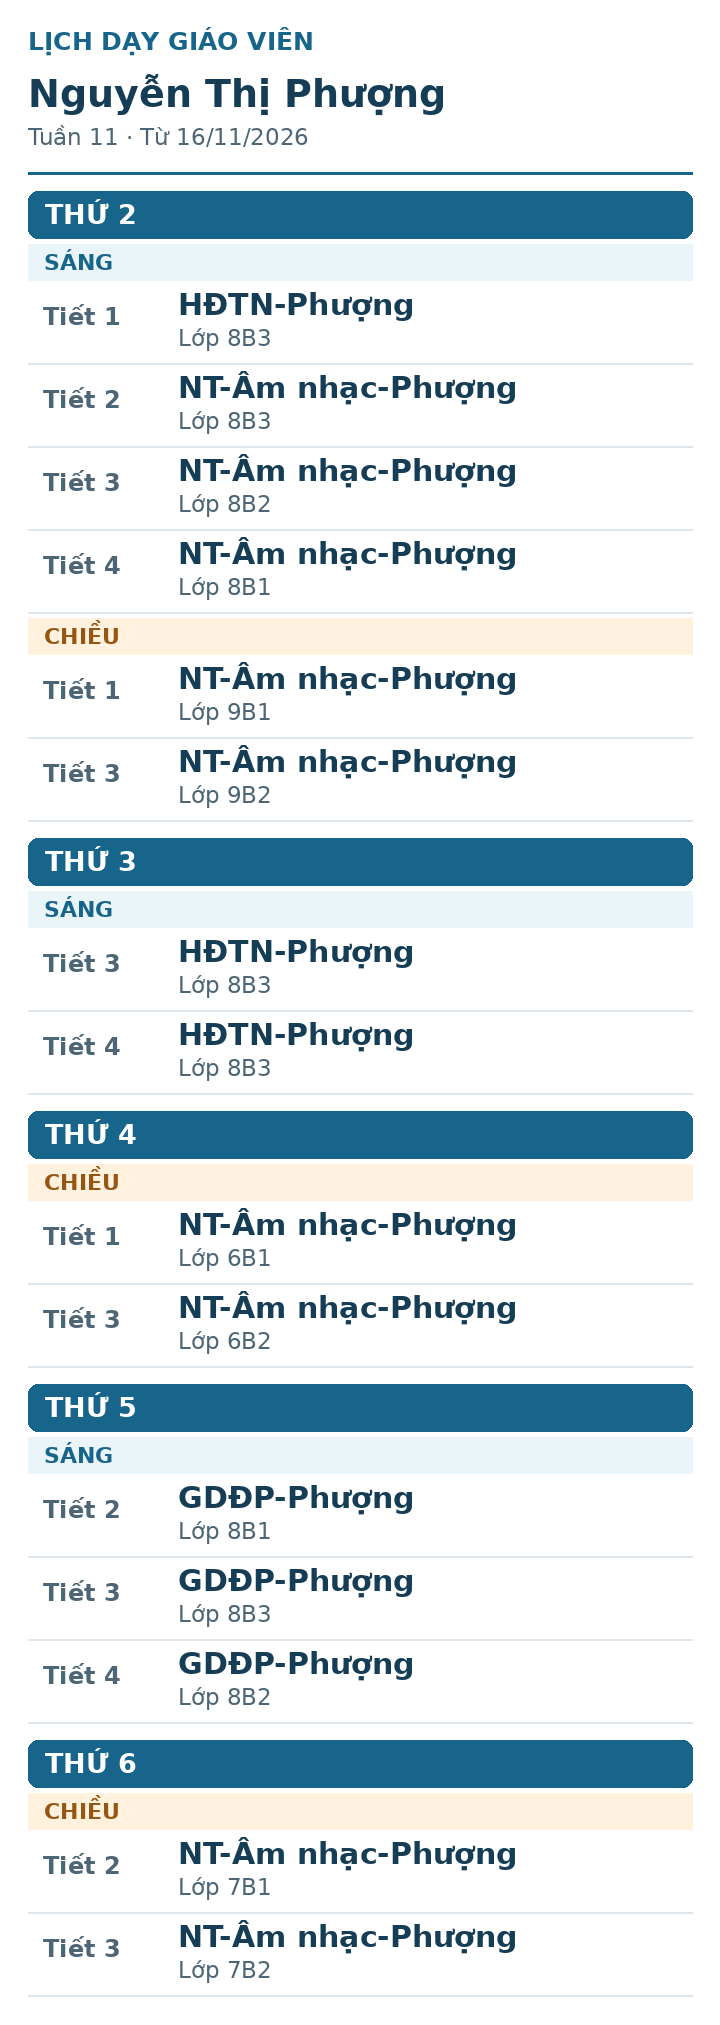 LỊCH DẠY GIÁO VIÊN
Nguyễn Thị Phượng
Tuần 11 · Từ 16/11/2026
THỨ 2
SÁNG
Tiết 1
HĐTN-Phượng
Lớp 8B3
Tiết 2
NT-Âm nhạc-Phượng
Lớp 8B3
Tiết 3
NT-Âm nhạc-Phượng
Lớp 8B2
Tiết 4
NT-Âm nhạc-Phượng
Lớp 8B1
CHIỀU
Tiết 1
NT-Âm nhạc-Phượng
Lớp 9B1
Tiết 3
NT-Âm nhạc-Phượng
Lớp 9B2
THỨ 3
SÁNG
Tiết 3
HĐTN-Phượng
Lớp 8B3
Tiết 4
HĐTN-Phượng
Lớp 8B3
THỨ 4
CHIỀU
Tiết 1
NT-Âm nhạc-Phượng
Lớp 6B1
Tiết 3
NT-Âm nhạc-Phượng
Lớp 6B2
THỨ 5
SÁNG
Tiết 2
GDĐP-Phượng
Lớp 8B1
Tiết 3
GDĐP-Phượng
Lớp 8B3
Tiết 4
GDĐP-Phượng
Lớp 8B2
THỨ 6
CHIỀU
Tiết 2
NT-Âm nhạc-Phượng
Lớp 7B1
Tiết 3
NT-Âm nhạc-Phượng
Lớp 7B2